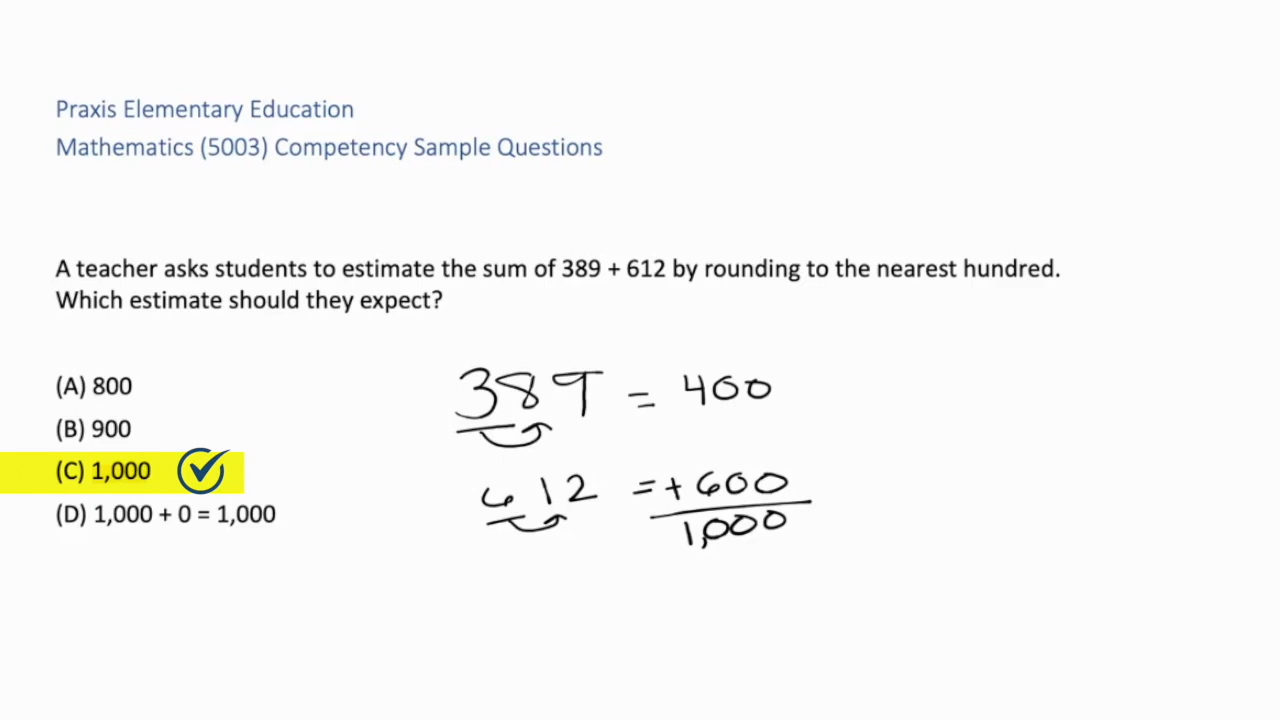 Praxis Elementary Education
Mathematics (5003) Competency Sample Questions
A teacher asks students to estimate the sum of 389 + 612 by rounding to the nearest hundred.
Which estimate should they expect?
(A) 800
(B) 900
(C) 1,000
(D) 1,000 + 0 = 1,000
389 = 400
612 = + 600
1,000